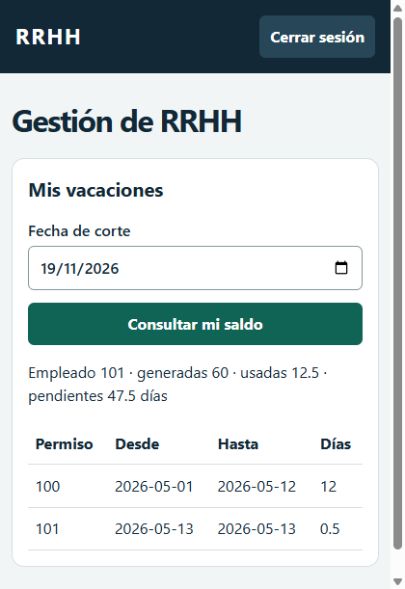 RRHH
Cerrar sesión
Gestión de RRHH
Mis vacaciones
Fecha de corte
19/11/2026
Consultar mi saldo
Empleado 101 · generadas 60 · usadas 12.5 ·
pendientes 47.5 días
Permiso Desde Hasta Días
100 2026-05-01 2026-05-12 12
101 2026-05-13 2026-05-13 0.5